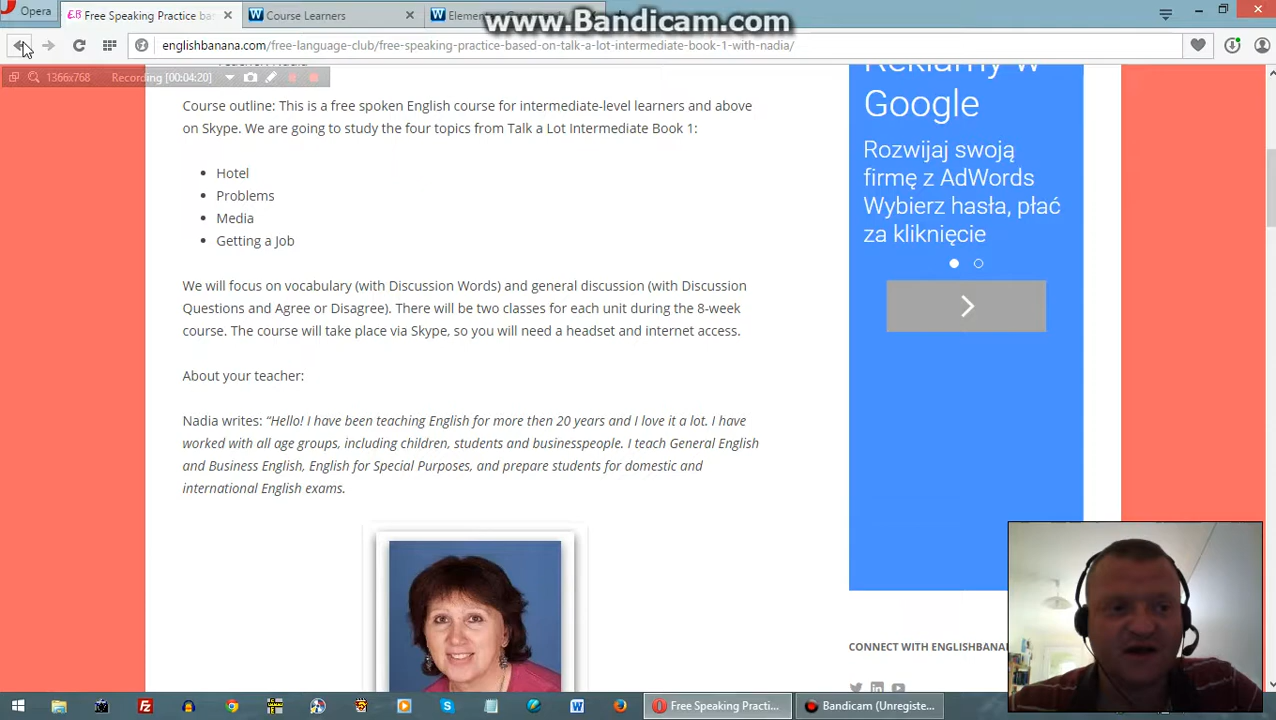 www.Bandicam.com
Opera
E.B Free Speaking Practice ba
Course Learners
englishbanana.com/free-language-club/free-speaking-practice-based-on-talk-a-lot-intermediate-book-1-with-nadia/
1366x768
Recording [00:04:20]
Course outline: This is a free spoken English course for intermediate-level learners and above
on Skype. We are going to study the four topics from Talk a Lot Intermediate Book 1:
Hotel
Problems
Media
Getting a Job
We will focus on vocabulary (with Discussion Words) and general discussion (with Discussion
Questions and Agree or Disagree). There will be two classes for each unit during the 8-week
course. The course will take place via Skype, so you will need a headset and internet access.
About your teacher:
Nadia writes: “Hello! I have been teaching English for more then 20 years and I love it a lot. I have
worked with all age groups, including children, students and businesspeople. I teach General English
and Business English, English for Special Purposes, and prepare students for domestic and
international English exams.
Reklamy w
Google
Rozwijaj swoją
firmę z AdWords
Wybierz hasła, płać
za kliknięcie
CONNECT WITH ENGLISHBANAN
Free Speaking Practi...
Bandicam (Unregiste...